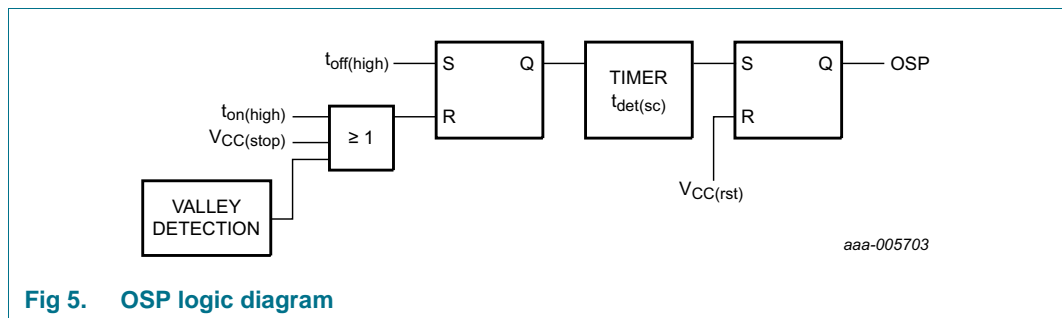 toff(high)
S
Q
TIMER
tdet(sc)
S
Q
OSP
ton(high)
VCC(stop)
≥ 1
R
R
VCC(rst)
VALLEY
DETECTION
aaa-005703
Fig 5. OSP logic diagram